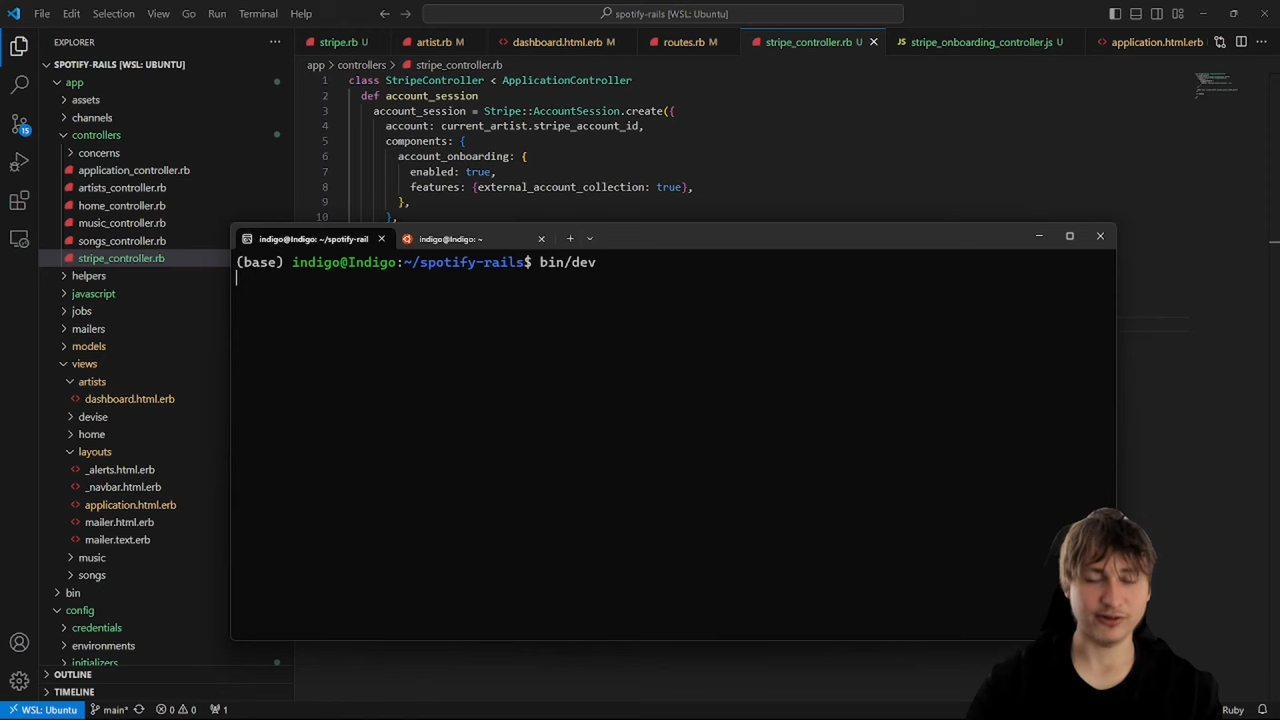 File Edit Selection View Go Run Terminal Help
spotify-rails [WSL: Ubuntu]
EXPLORER
stripe.rb U
artist.rb M
dashboard.html.erb M
routes.rb M
stripe_controller.rb U
stripe_onboarding_controller.js U
application.html.erb M
SPOTIFY-RAILS [WSL: UBUNTU]
app
assets
channels
controllers
concerns
application_controller.rb
artists_controller.rb
home_controller.rb
music_controller.rb
songs_controller.rb
stripe_controller.rb
helpers
javascript
jobs
mailers
models
views
artists
dashboard.html.erb
devise
home
layouts
_alerts.html.erb
_navbar.html.erb
application.html.erb
mailer.html.erb
mailer.text.erb
music
songs
bin
config
credentials
environments
initializers
OUTLINE
TIMELINE
app > controllers > stripe_controller.rb
1 class StripeController < ApplicationController
2 def account_session
3 account_session = Stripe::AccountSession.create({
4 account: current_artist.stripe_account_id,
5 components: {
6 account_onboarding: {
7 enabled: true,
8 features: {external_account_collection: true},
9 },
10 },
indigo@Indigo: ~/spotify-rail
indigo@Indigo: ~
(base) indigo@Indigo:~/spotify-rails$ bin/dev
15
WSL: Ubuntu
main*
0 0
1
Ruby